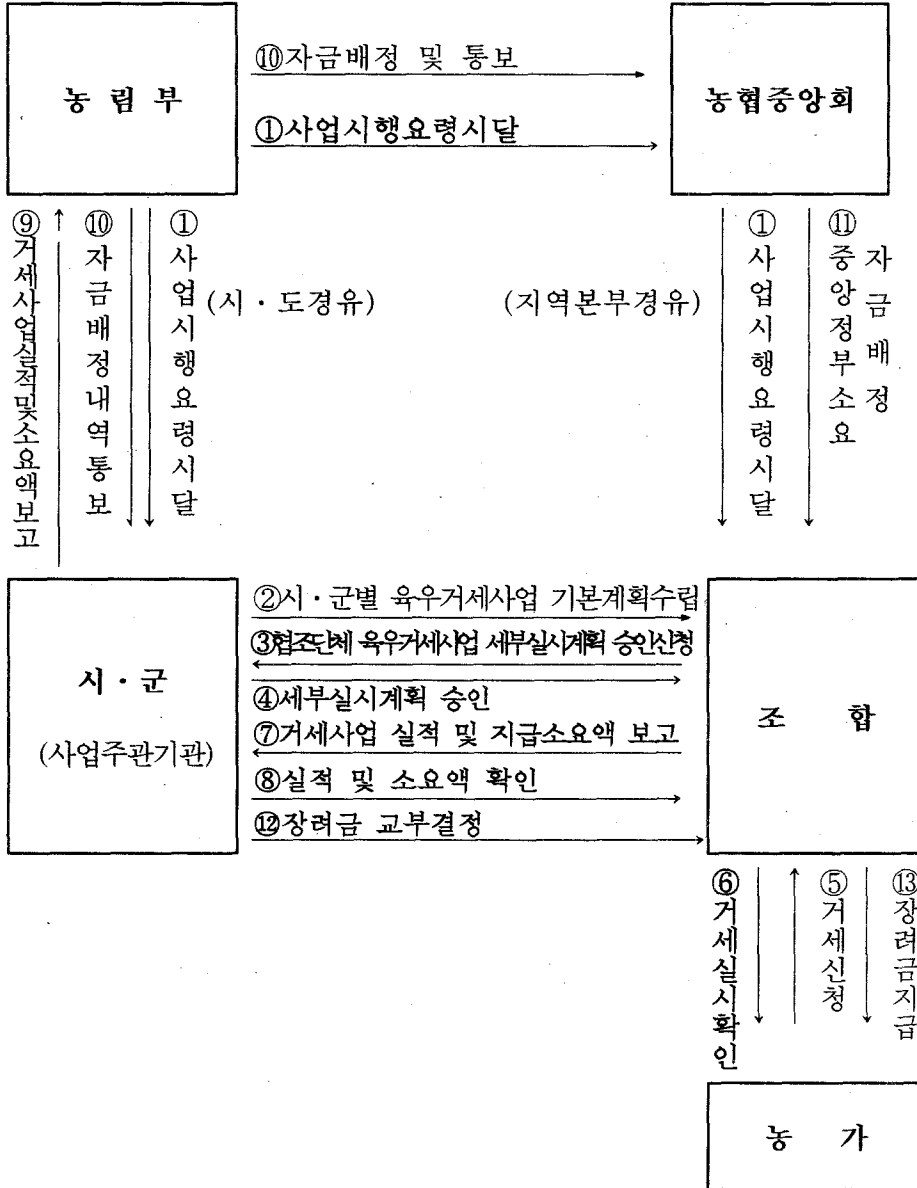 농 림 부
⑩자금배정 및 통보
①사업시행요령시달
농협중앙회
⑨거세사업실적및소요액보고
⑩자금배정내역통보
①사업시행요령시달
(시 · 도경유)
(지역본부경유)
①사업시행요령시달
⑪중앙정부소요
자금배정
시 · 군
(사업주관기관)
②시 · 군별 육우거세사업 기본계획수립
③협조단체 육우거세사업 세부실시계획 승인신청
④세부실시계획 승인
⑦거세사업 실적 및 지급소요액 보고
⑧실적 및 소요액 확인
⑫장려금 교부결정
조 합
⑥거세실시확인
⑤거세신청
⑬장려금지급
농 가